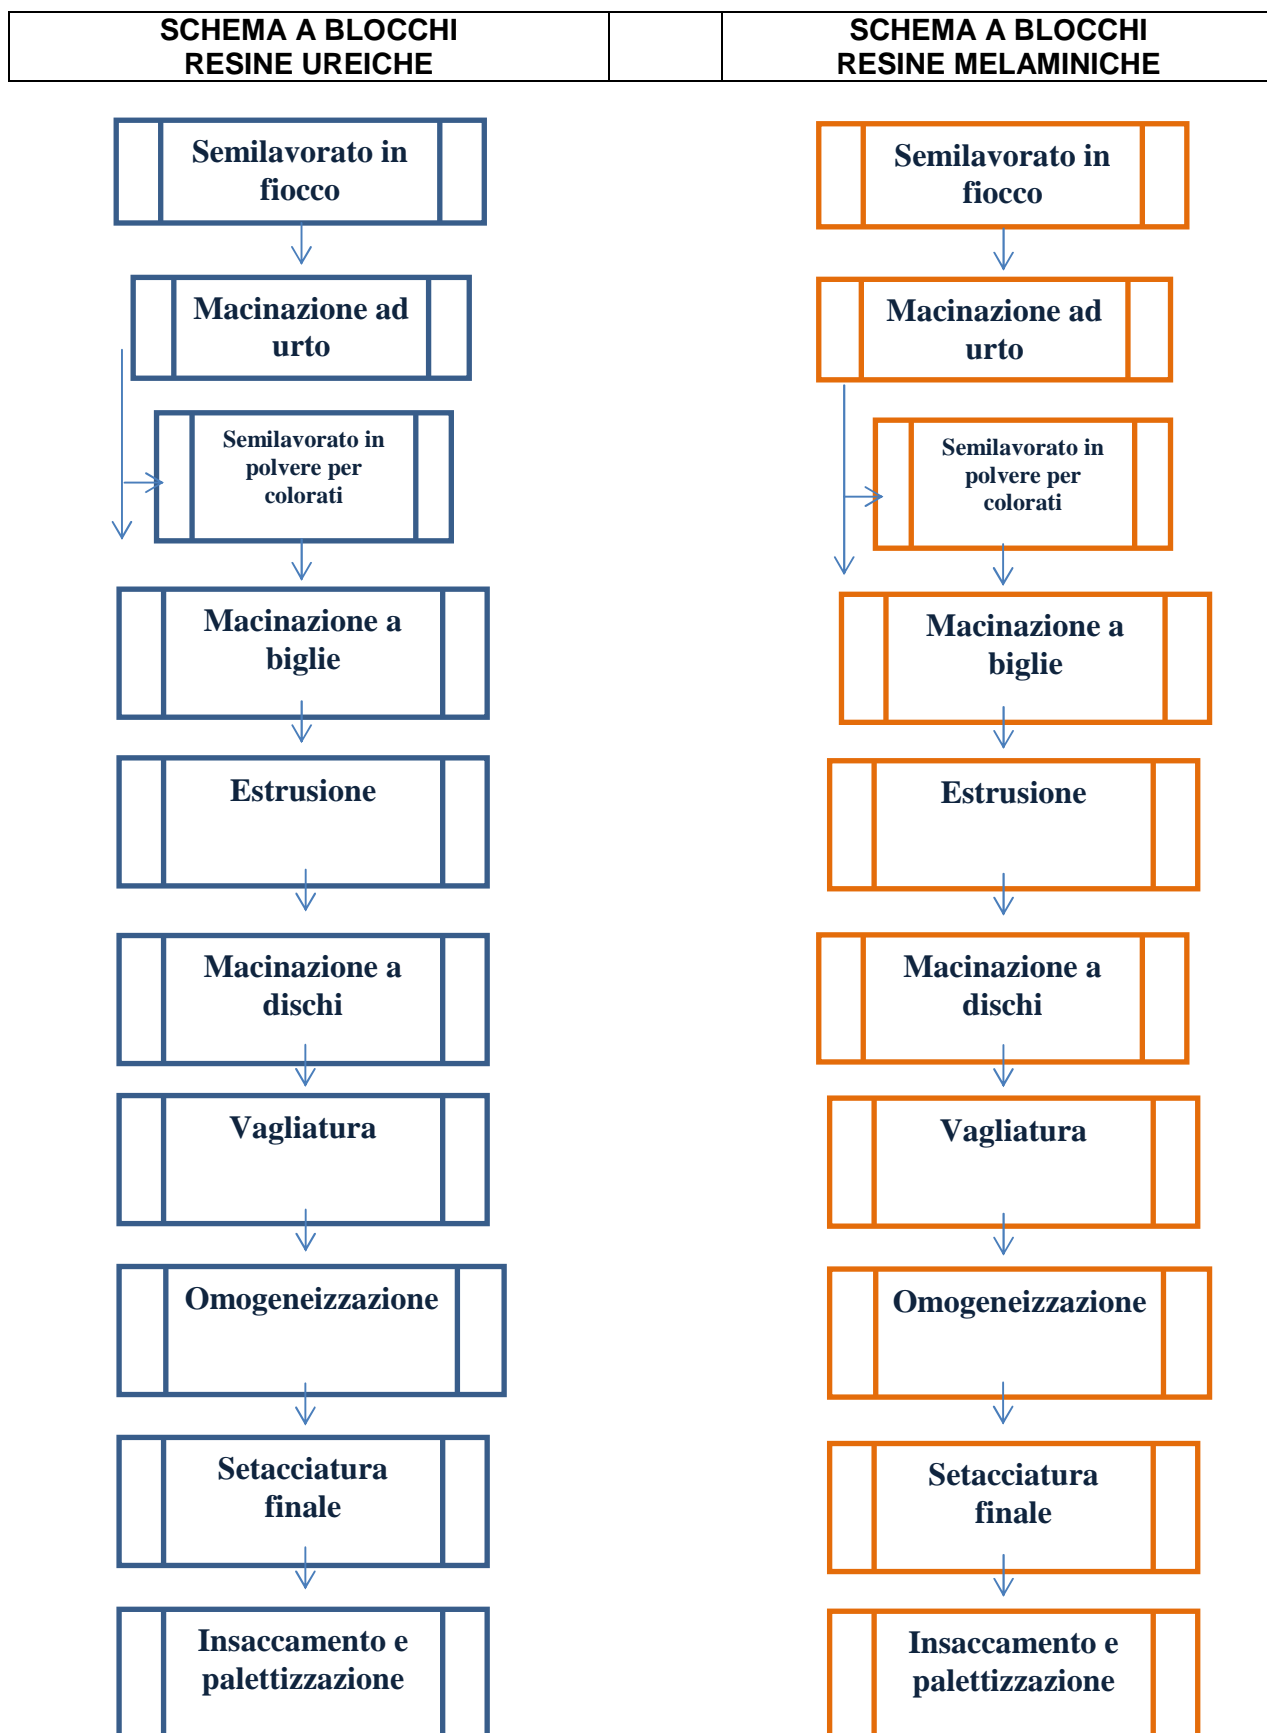 SCHEMA A BLOCCHI
RESINE UREICHE
SCHEMA A BLOCCHI
RESINE MELAMINICHE
Semilavorato in
fiocco
Macinazione ad
urto
Semilavorato in
polvere per
colorati
Macinazione a
biglie
Estrusione
Macinazione a
dischi
Vagliatura
Omogeneizzazione
Setacciatura
finale
Insaccamento e
palettizzazione
Semilavorato in
fiocco
Macinazione ad
urto
Semilavorato in
polvere per
colorati
Macinazione a
biglie
Estrusione
Macinazione a
dischi
Vagliatura
Omogeneizzazione
Setacciatura
finale
Insaccamento e
palettizzazione